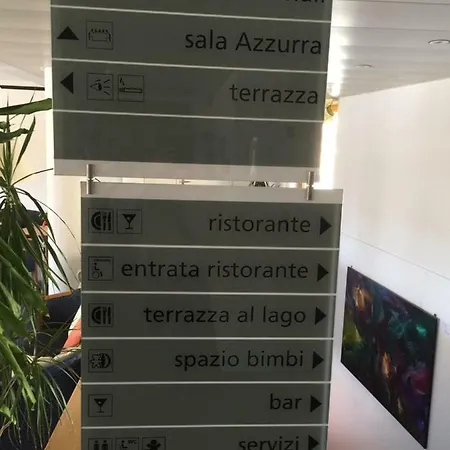 sala Azzurra
terrazza
ristorante
entrata ristorante
terrazza al lago
spazio bimbi
bar
servizi